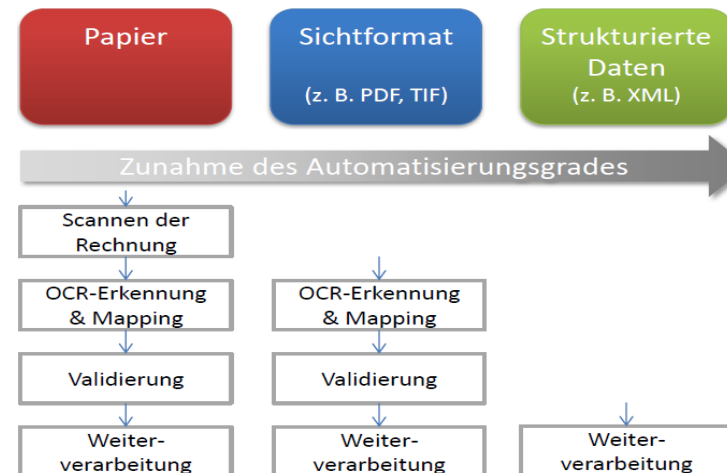 Papier
Sichtformat
(z. B. PDF, TIF)
Strukturierte
Daten
(z. B. XML)
Zunahme des Automatisierungsgrades
Scannen der
Rechnung
OCR-Erkennung
& Mapping
OCR-Erkennung
& Mapping
Validierung
Validierung
Weiter-
verarbeitung
Weiter-
verarbeitung
Weiter-
verarbeitung